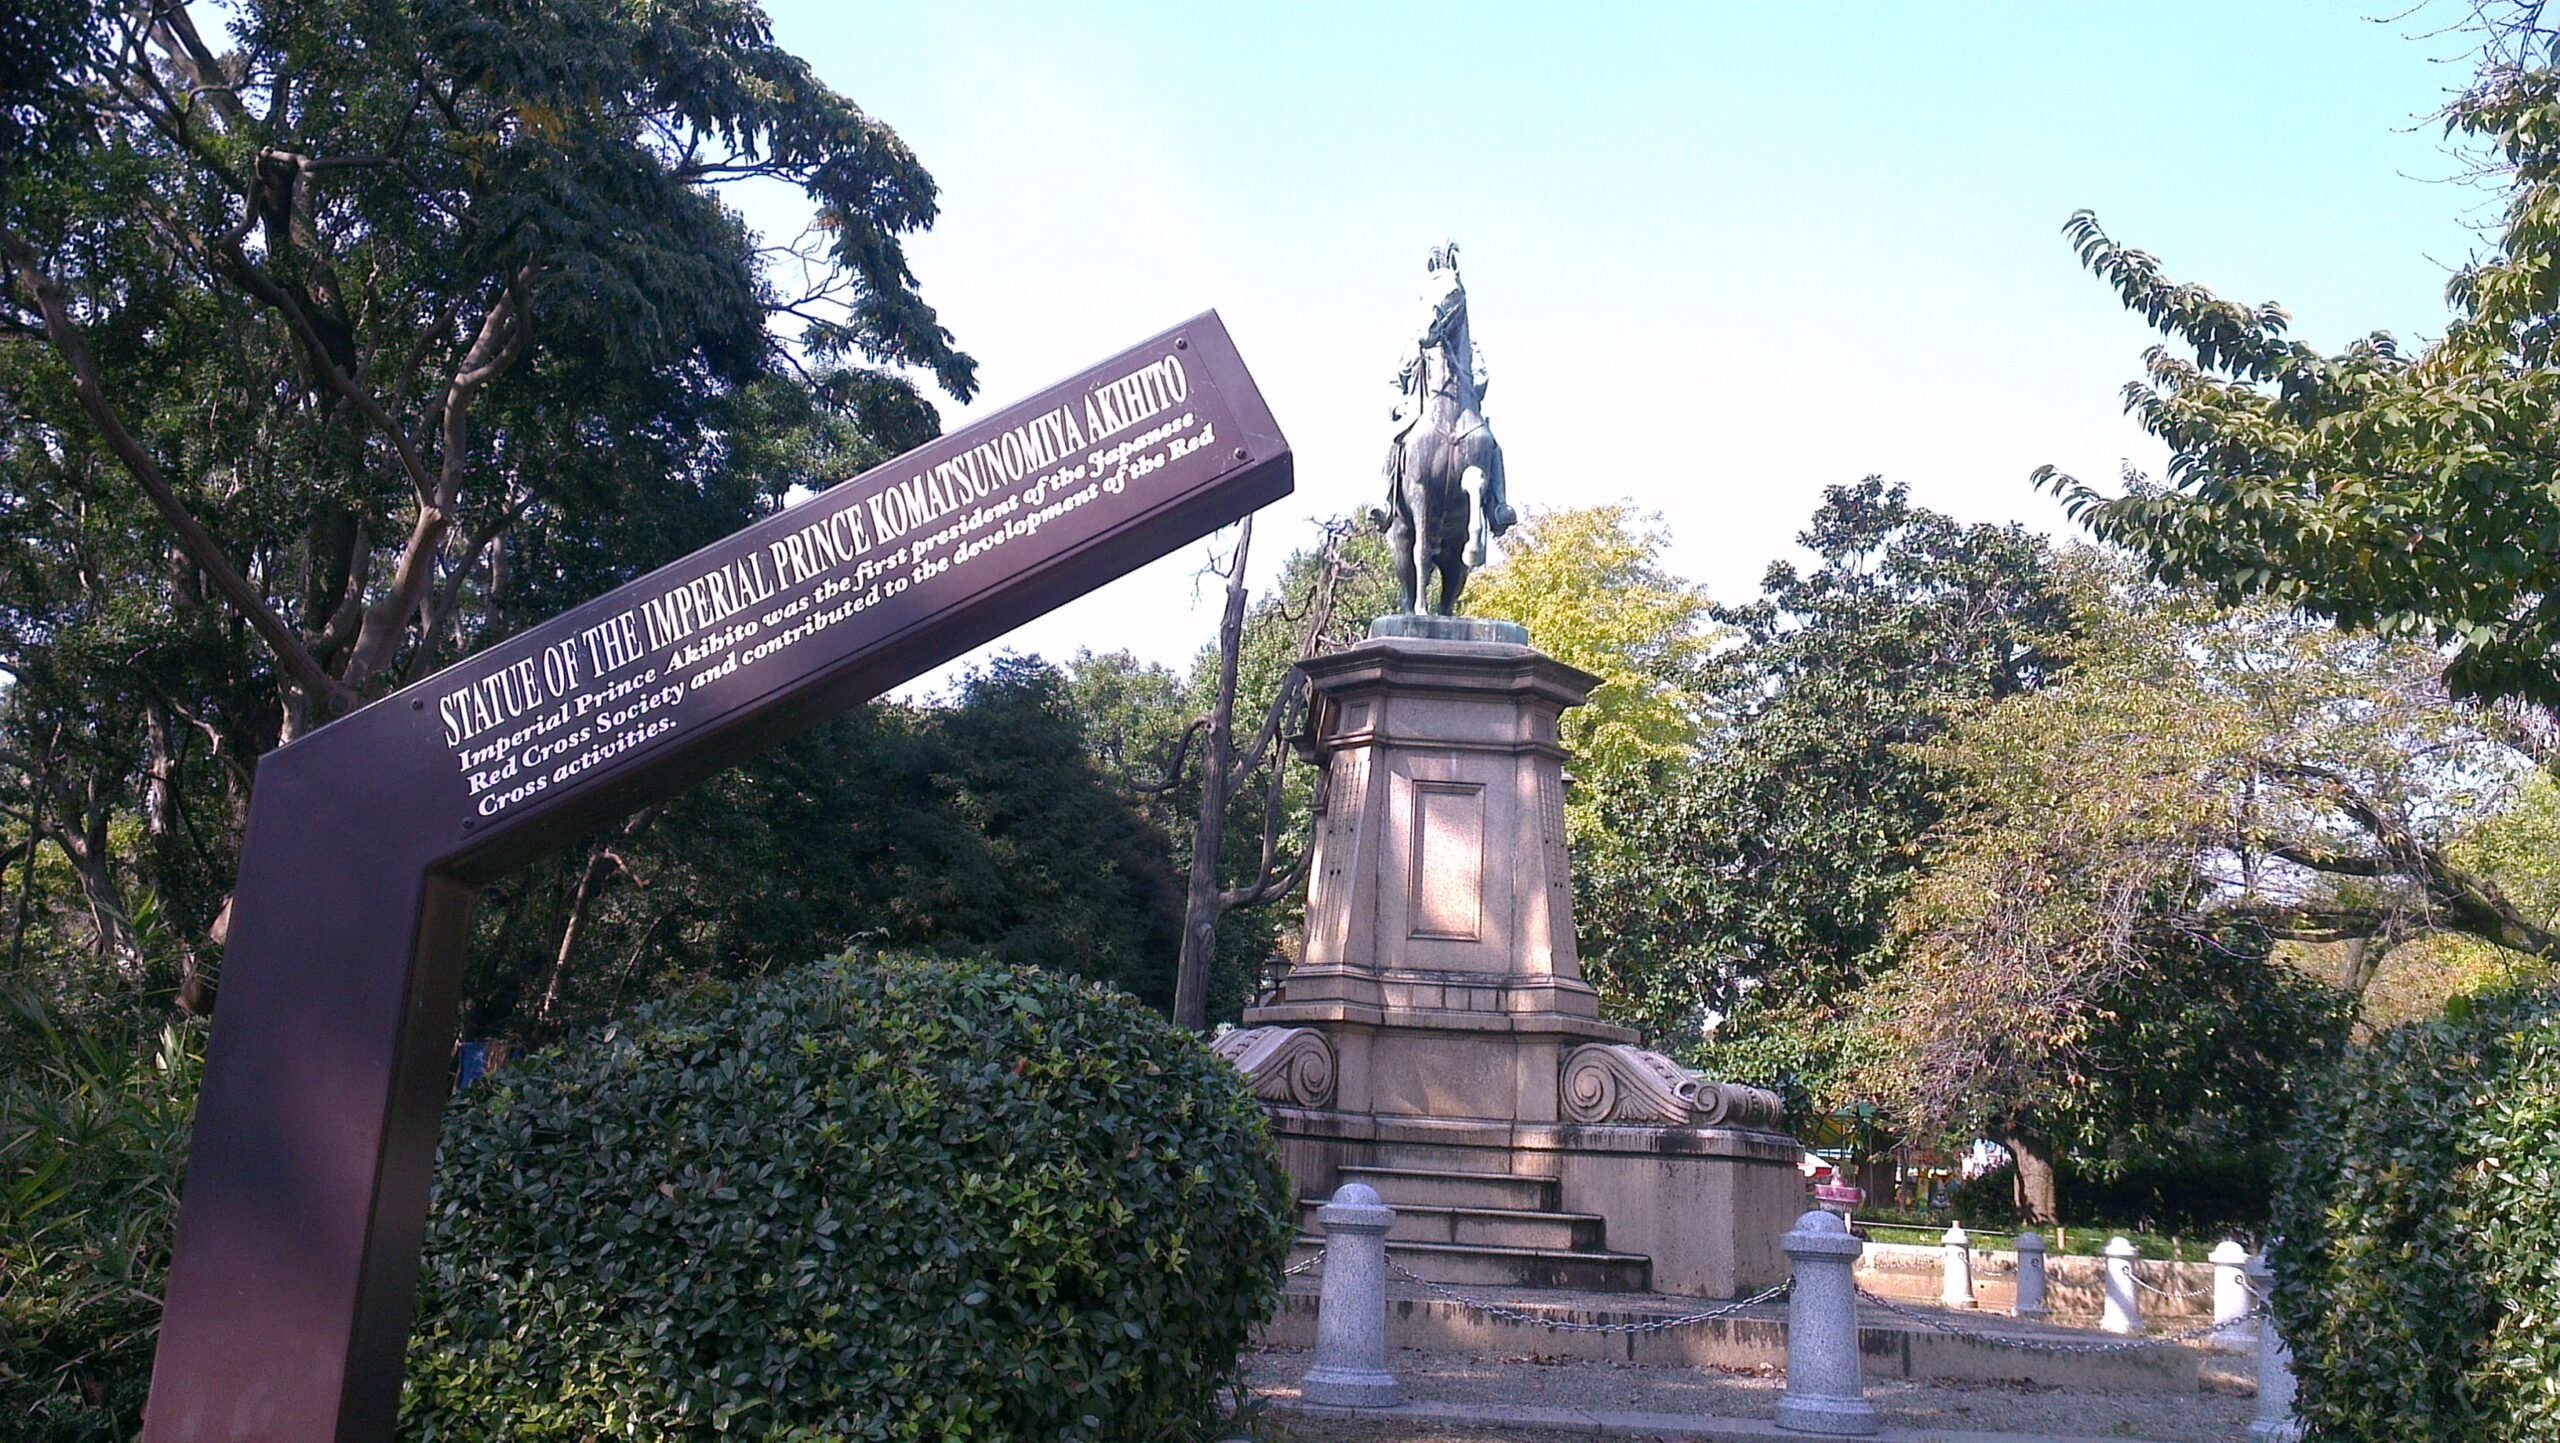 STATUE OF THE IMPERIAL PRINCE KOMATSUNOMIYA AKIHITO
Imperial Prince Akihito was the first president of the Japanese
Red Cross Society and contributed to the development of the Red
Cross activities.